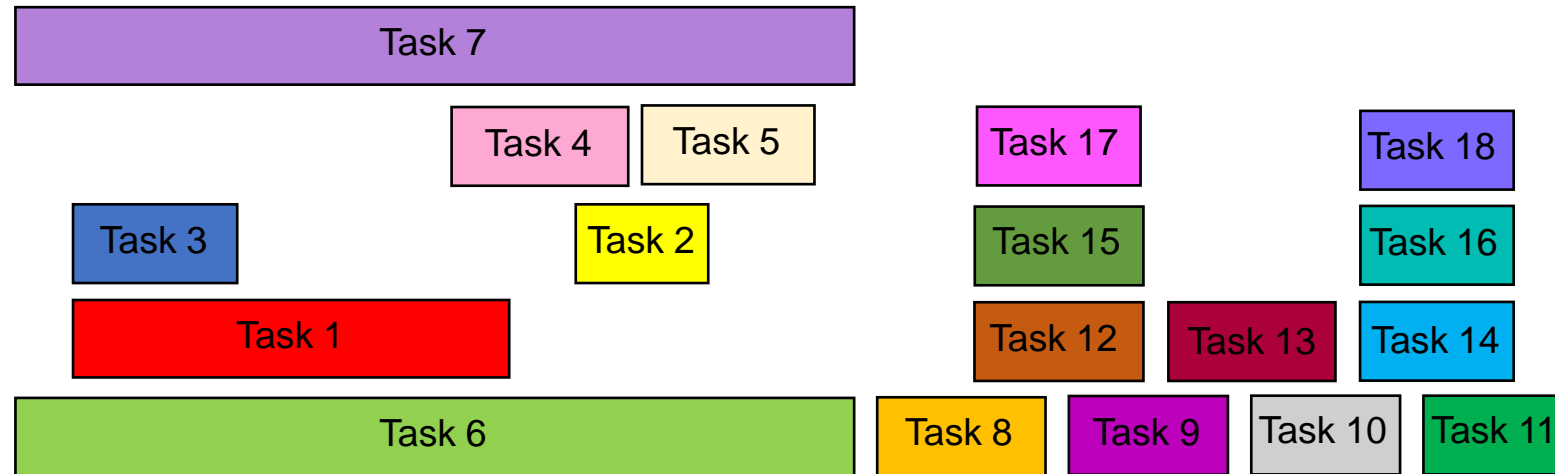 Task 7
Task 4
Task 5
Task 17
Task 18
Task 3
Task 2
Task 15
Task 16
Task 1
Task 12
Task 13
Task 14
Task 6
Task 8
Task 9
Task 10
Task 11